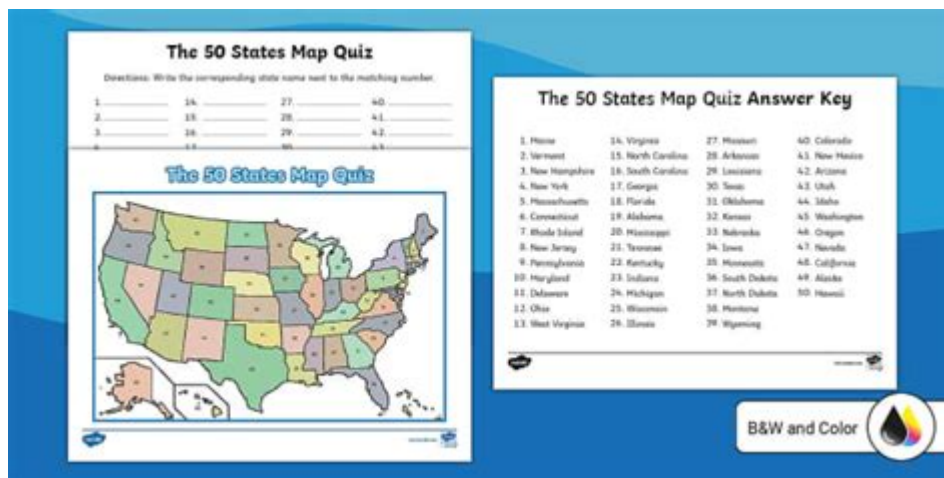 The 50 States Map Quiz
Directions: Write the corresponding state name next to the matching number.
1. 14. 27. 40.
2. 15. 28. 41.
3. 16. 29. 42.
The 50 States Map Quiz
The 50 States Map Quiz Answer Key
1. Maine
2. Vermont
3. New Hampshire
4. New York
5. Massachusetts
6. Connecticut
7. Rhode Island
8. New Jersey
9. Pennsylvania
10. Maryland
11. Delaware
12. Ohio
13. West Virginia
14. Virginia
15. North Carolina
16. South Carolina
17. Georgia
18. Florida
19. Alabama
20. Mississippi
21. Tennessee
22. Kentucky
23. Indiana
24. Michigan
25. Wisconsin
26. Illinois
27. Missouri
28. Arkansas
29. Louisiana
30. Texas
31. Oklahoma
32. Kansas
33. Nebraska
34. Iowa
35. Minnesota
36. South Dakota
37. North Dakota
38. Montana
39. Wyoming
40. Colorado
41. New Mexico
42. Arizona
43. Utah
44. Idaho
45. Washington
46. Oregon
47. Nevada
48. California
49. Alaska
50. Hawaii
B&W and Color